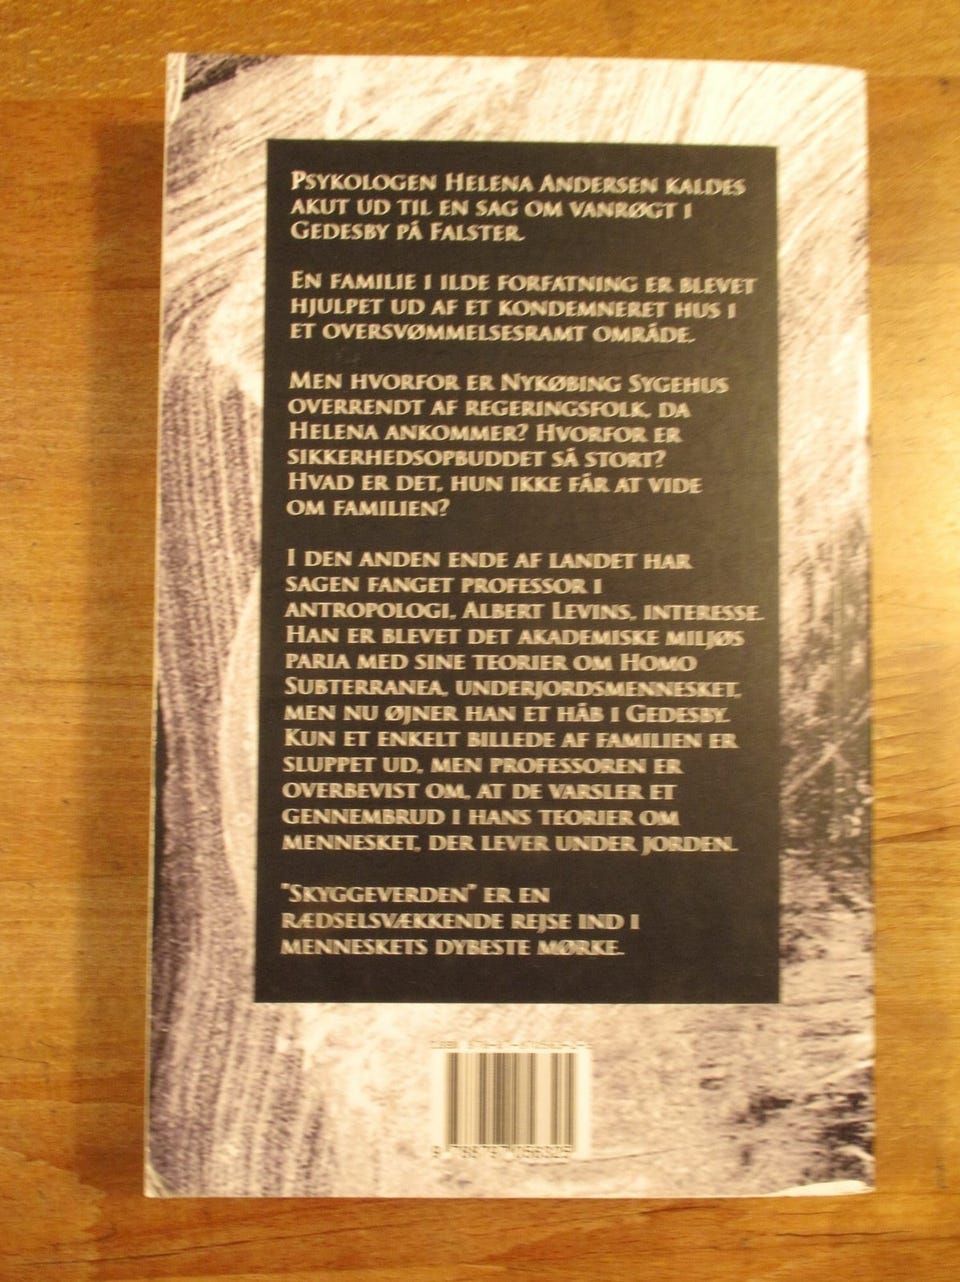 Psykologen Helena Andersen kaldes
akut ud til en sag om vanrøgt i
Gedesby på Falster.
En familie i ilde forfatning er blevet
hjulpet ud af et kondemneret hus i
et oversvømmelsesramt område.
Men hvorfor er Nykøbing Sygehus
overrendt af regeringsfolk, da
Helena ankommer? Hvorfor er
sikkerhedsopbuddet så stort?
Hvad er det, hun ikke får at vide
om familien?
I den anden ende af landet har
sagen fanget professor i
antropologi, Albert Levins, interesse.
Han er blevet det akademiske miljøs
paria med sine teorier om Homo
Subterranea, underjordsmennesket,
men nu øjner han et håb i Gedesby.
Kun et enkelt billede af familien er
sluppet ud, men professoren er
overbevist om, at de varsler et
gennembrud i hans teorier om
mennesket, der lever under jorden.
"Skyggeverden" er en
rædselsvækkende rejse ind i
menneskets dybeste mørke.
ISBN